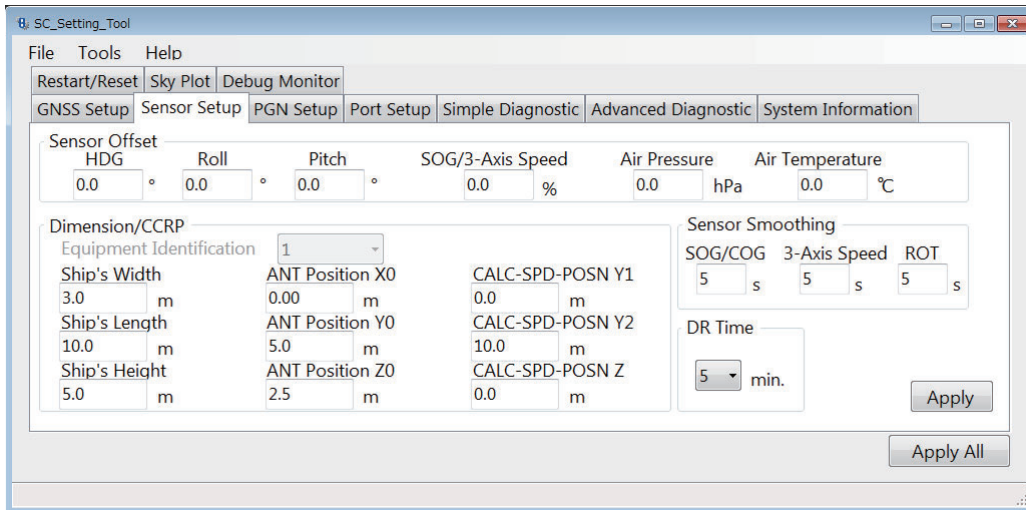 SC_Setting_Tool
File Tools Help
Restart/Reset Sky Plot Debug Monitor
GNSS Setup Sensor Setup PGN Setup Port Setup Simple Diagnostic Advanced Diagnostic System Information
Sensor Offset
HDG Roll Pitch SOG/3-Axis Speed Air Pressure Air Temperature
0.0 ° 0.0 ° 0.0 ° 0.0 % 0.0 hPa 0.0 ℃
Dimension/CCRP
Equipment Identification 1
Ship's Width ANT Position X0 CALC-SPD-POSN Y1
3.0 m 0.00 m 0.0 m
Ship's Length ANT Position Y0 CALC-SPD-POSN Y2
10.0 m 5.0 m 10.0 m
Ship's Height ANT Position Z0 CALC-SPD-POSN Z
5.0 m 2.5 m 0.0 m
Sensor Smoothing
SOG/COG 3-Axis Speed ROT
5 s 5 s 5 s
DR Time
5 min.
Apply
Apply All